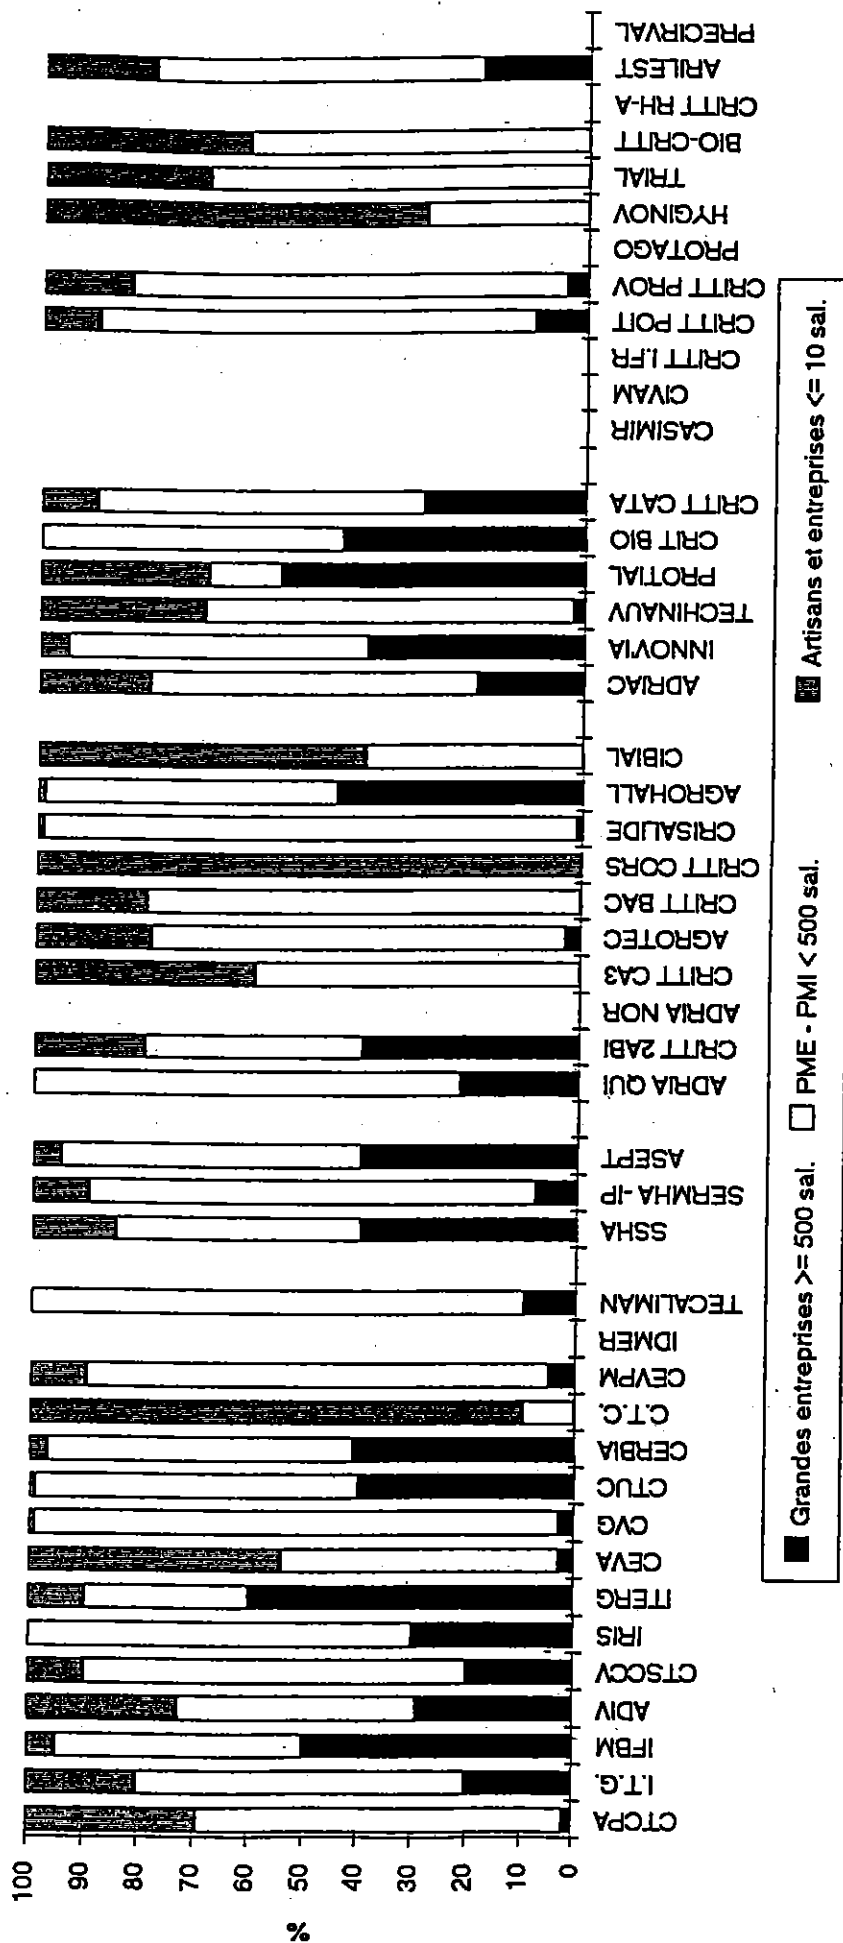 %
100
90
80
70
60
50
40
30
20
10
0
CTCPA
I.T.G.
IFBM
ADIV
CTSCCV
IRIS
ITERG
CEVA
CVG
CTUC
CERBIA
C.T.C.
CEVPM
IDMER
TECALIMAN
SSHA
SERMHA-IP
ASEPT
ADRIA QUI
CRITT 2ABI
ADRIA NOR
CRITT CA3
AGROTEC
CRITT BAC
CRITT CORS
CRISALIDE
AGROHALL
CIBIAL
ADRIAC
INNOVIA
TECHINAUV
PROTIAL
CRIT BIO
CRITT CATA
CASIMIR
CIVAM
CRITT I.FR
CRITT POIT
CRITT PROV
PROTAGO
HYGINOV
TRIAL
BIO-CRITT
CRITT RH-A
ARILEST
PRECIRVAL
Grandes entreprises >= 500 sal. PME - PMI < 500 sal. Artisans et entreprises <= 10 sal.